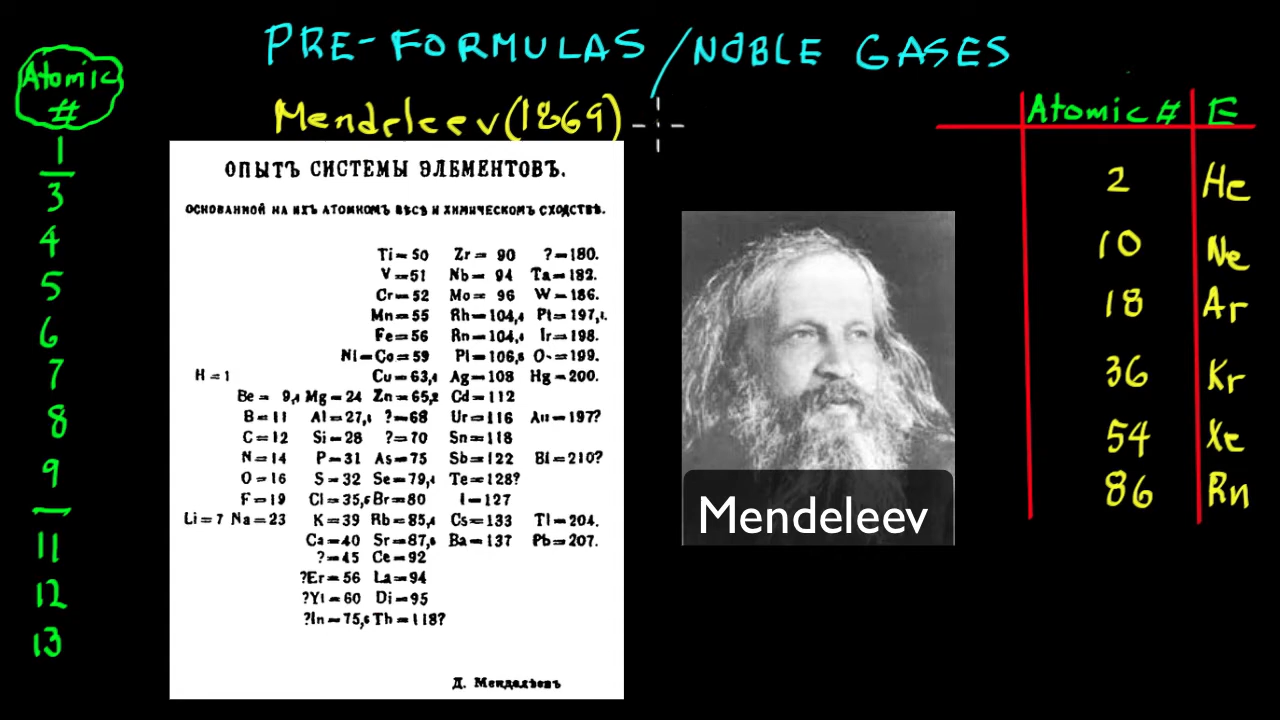 PRE-FORMULAS / NOBLE GASES
Atomic #
1
3
4
5
6
7
8
9
11
12
13
Mendeleev (1869)
ОПЫТЪ СИСТЕМЫ ЭЛЕМЕНТОВЪ.
ОСНОВАННОЙ НА ИХЪ АТОМНОМЪ ВѢСѢ И ХИМИЧЕСКОМЪ СХОДСТВѢ.
Ti=50 Zr=90 ?=180.
V=51 Nb=94 Ta=182.
Cr=52 Mo=96 W=186.
Mn=55 Rh=104,4 Pt=197,1.
Fe=56 Rn=104,4 Ir=198.
Ni=Co=59 Pl=106,6 O-=199.
H=1 Cu=63,4 Ag=108 Hg=200.
Be=9,4 Mg=24 Zn=65,2 Cd=112
B=11 Al=27,4 ?=68 Ur=116 Au=197?
C=12 Si=28 ?=70 Sn=118
N=14 P=31 As=75 Sb=122 Bi=210?
O=16 S=32 Se=79,4 Te=128?
F=19 Cl=35,5 Br=80 I=127
Li=7 Na=23 K=39 Rb=85,4 Cs=133 Tl=204.
Ca=40 Sr=87,6 Ba=137 Pb=207.
?=45 Ce=92
?Er=56 La=94
?Yt=60 Di=95
?In=75,6 Th=118?
Д. Менделѣевъ
Mendeleev
Atomic # E
2 He
10 Ne
18 Ar
36 Kr
54 Xe
86 Rn